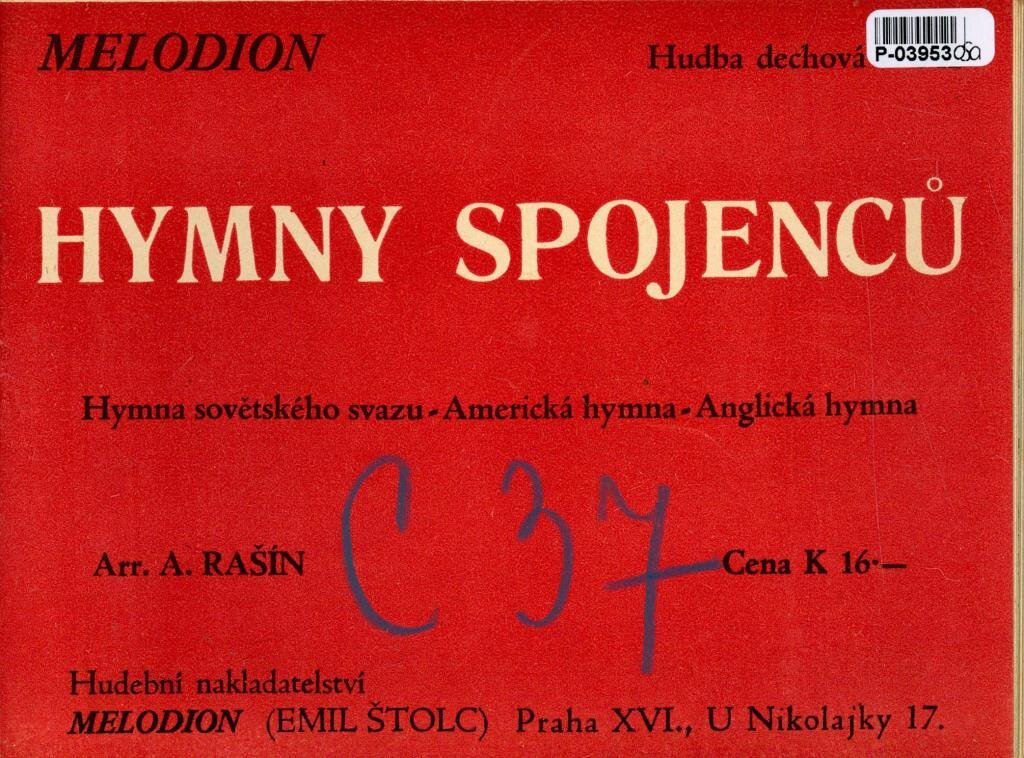 MELODION
Hudba dechová
P-03953
HYMNY SPOJENCŮ
Hymna sovětského svazu - Americká hymna - Anglická hymna
C 37
Arr. A. RAŠÍN
Cena K 16·—
Hudební nakladatelství
MELODION (EMIL ŠTOLC) Praha XVI., U Nikolajky 17.